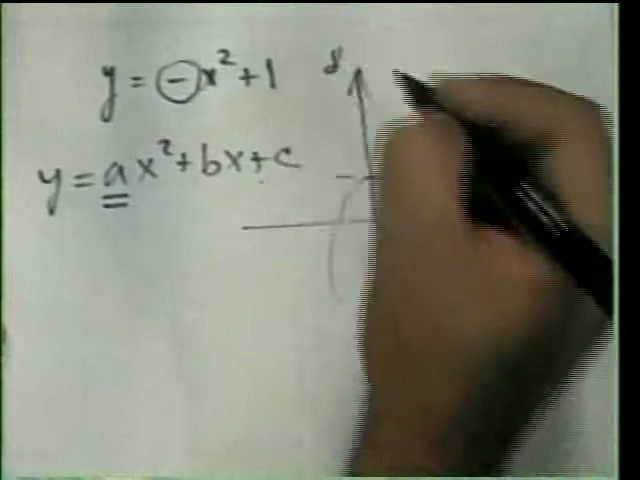 y = -x² + 1
y = ax² + bx + c
y